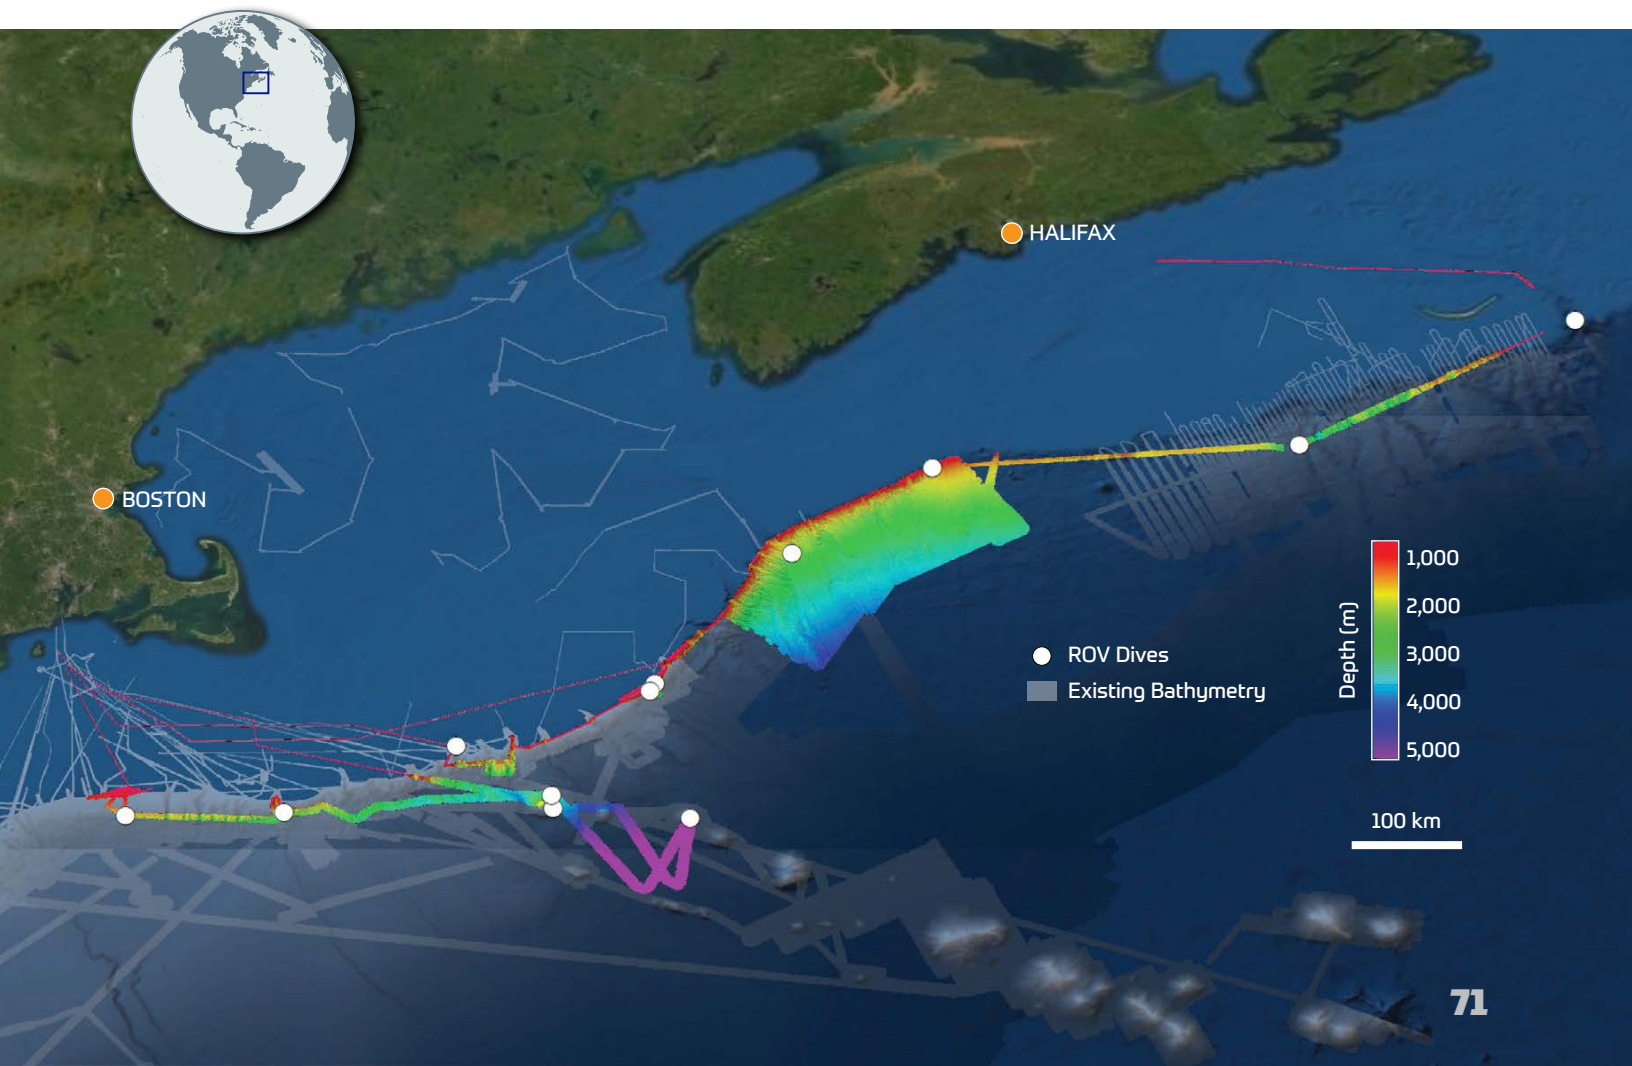 HALIFAX
BOSTON
Depth (m)
1,000
2,000
3,000
4,000
5,000
ROV Dives
Existing Bathymetry
100 km
71